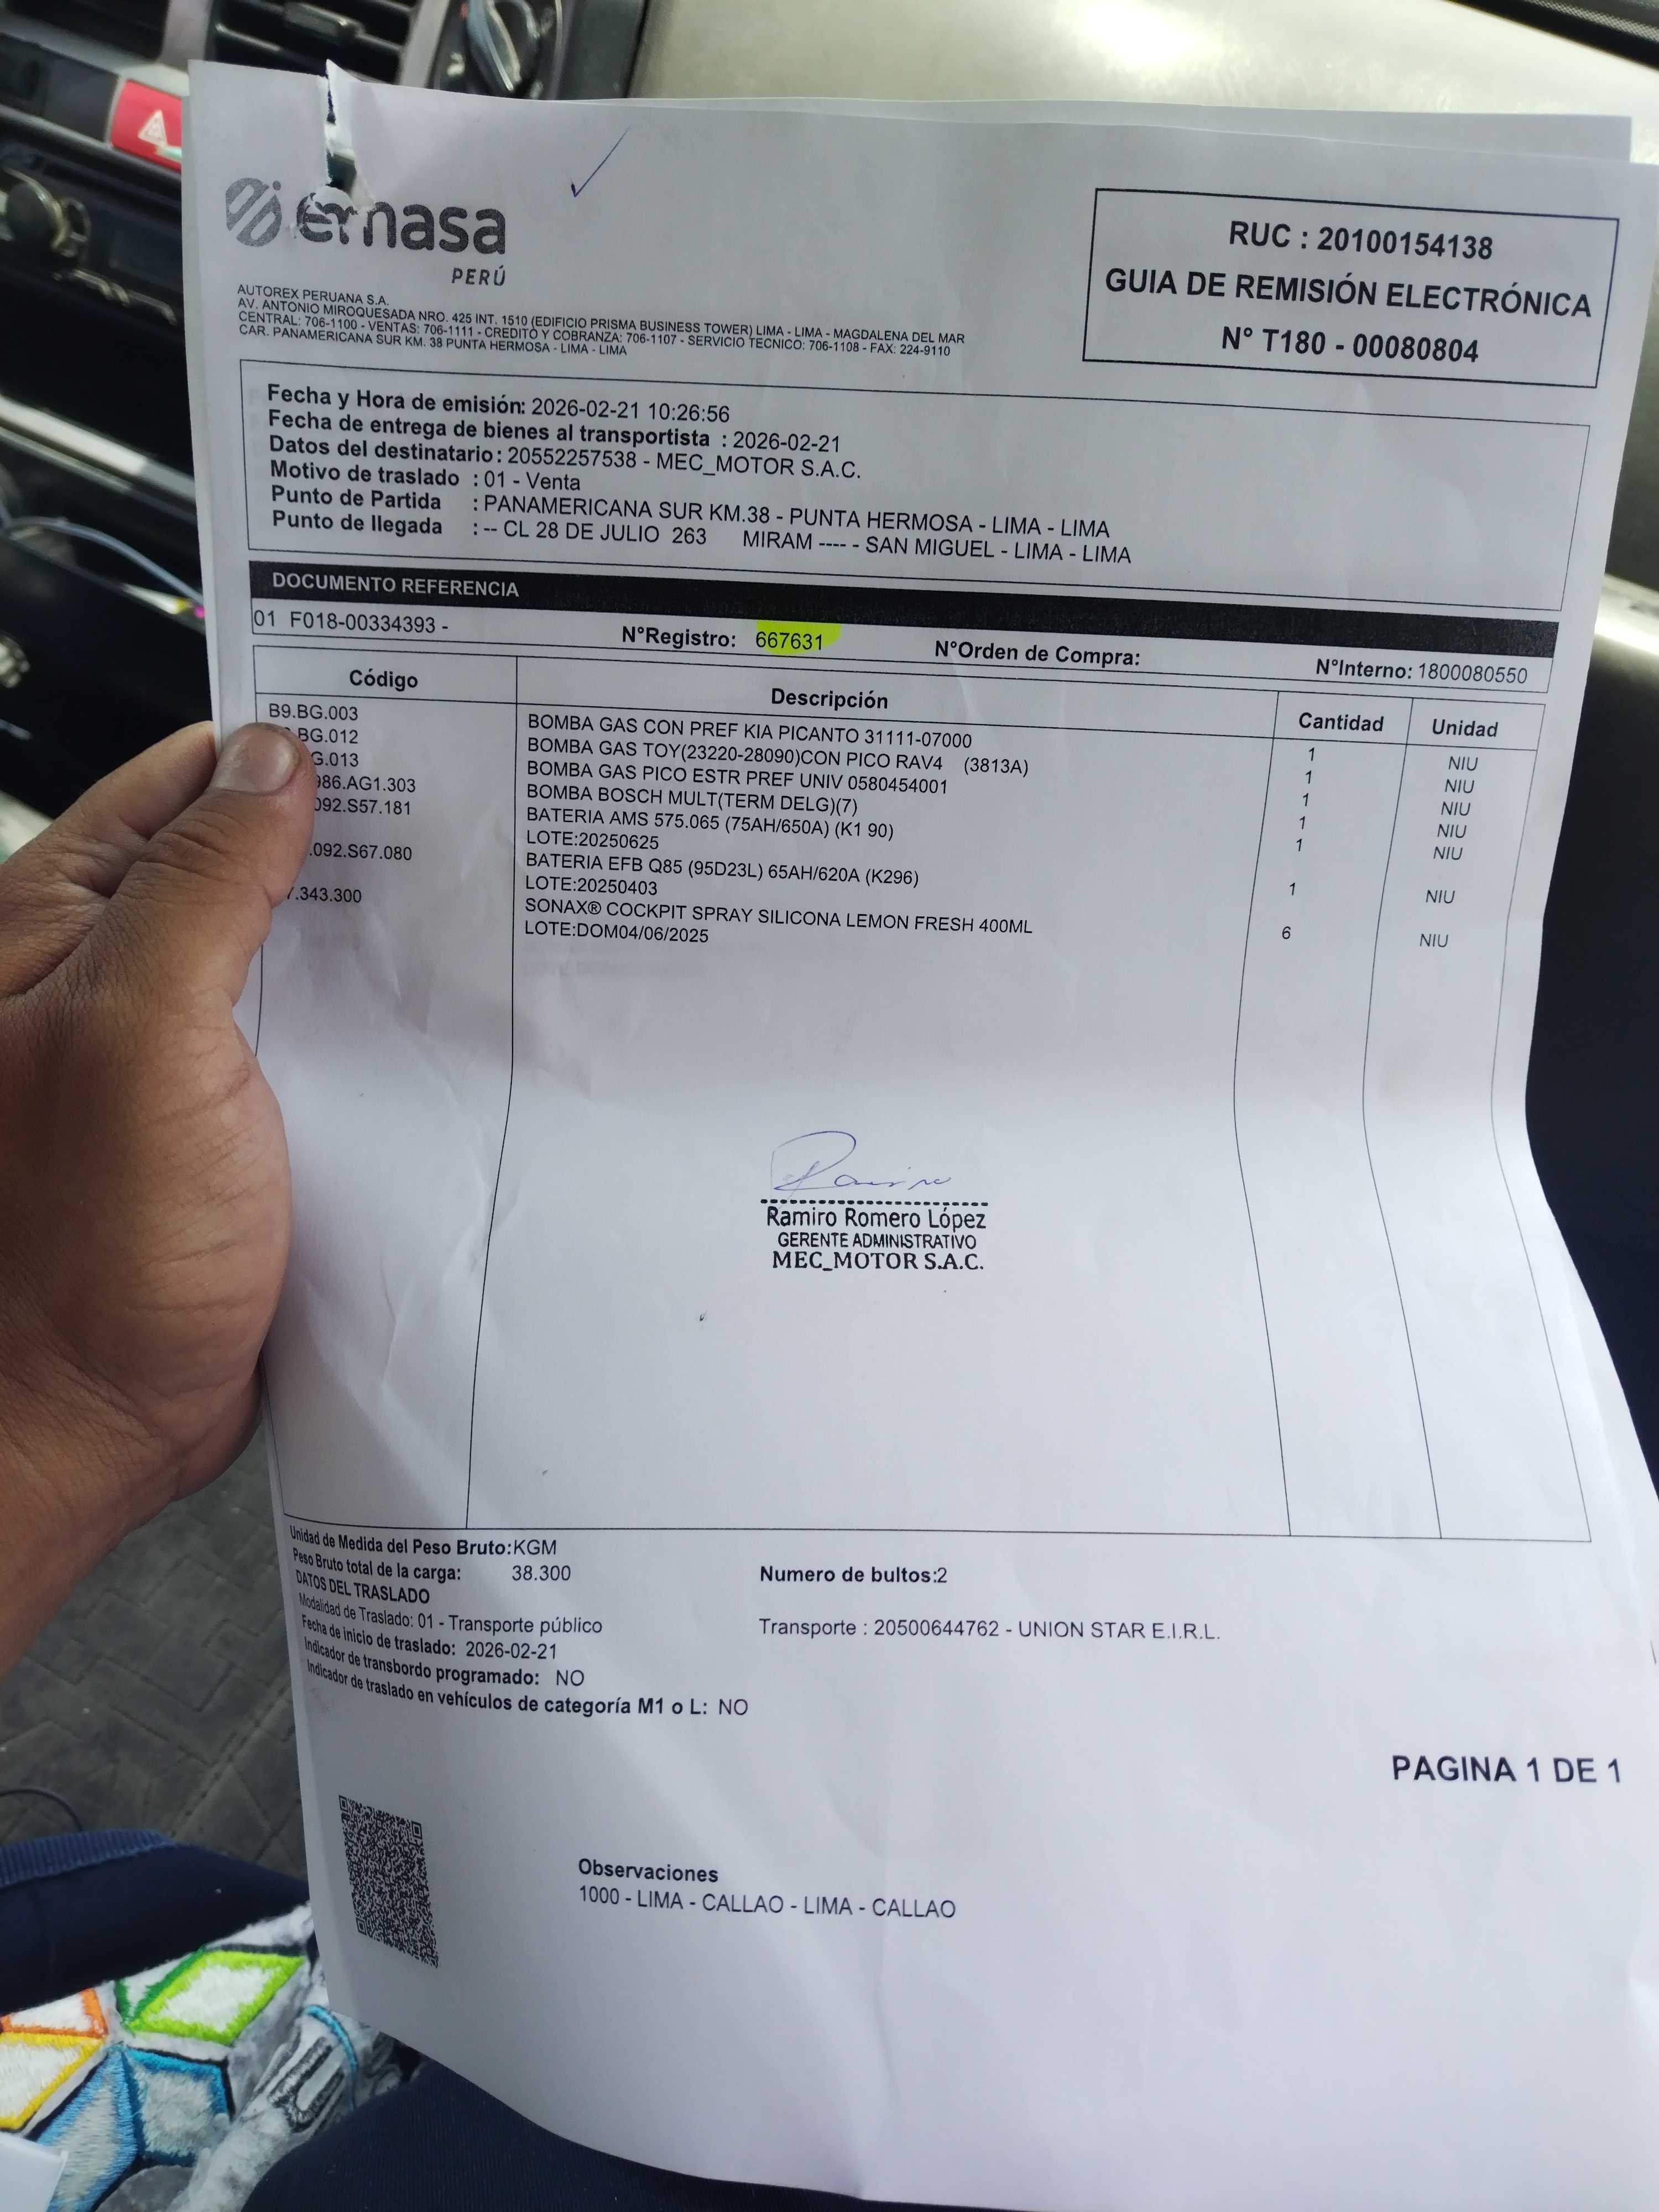 emasa
PERÚ
AUTOREX PERUANA S.A.
AV. ANTONIO MIROQUESADA NRO. 425 INT. 1510 (EDIFICIO PRISMA BUSINESS TOWER) LIMA - LIMA - MAGDALENA DEL MAR
CENTRAL: 706-1100 - VENTAS: 706-1111 - CREDITO Y COBRANZA: 706-1107 - SERVICIO TECNICO: 706-1108 - FAX: 224-9110
CAR. PANAMERICANA SUR KM. 38 PUNTA HERMOSA - LIMA - LIMA
RUC : 20100154138
GUIA DE REMISIÓN ELECTRÓNICA
N° T180 - 00080804
Fecha y Hora de emisión: 2026-02-21 10:26:56
Fecha de entrega de bienes al transportista : 2026-02-21
Datos del destinatario : 20552257538 - MEC_MOTOR S.A.C.
Motivo de traslado : 01 - Venta
Punto de Partida : PANAMERICANA SUR KM.38 - PUNTA HERMOSA - LIMA - LIMA
Punto de llegada : -- CL 28 DE JULIO 263 MIRAM ---- - SAN MIGUEL - LIMA - LIMA
DOCUMENTO REFERENCIA
01 F018-00334393 - N°Registro: 667631 N°Orden de Compra: N°Interno: 1800080550
Código Descripción Cantidad Unidad
B9.BG.003 BOMBA GAS CON PREF KIA PICANTO 31111-07000 1 NIU
.BG.012 BOMBA GAS TOY(23220-28090)CON PICO RAV4 (3813A) 1 NIU
G.013 BOMBA GAS PICO ESTR PREF UNIV 0580454001 1 NIU
986.AG1.303 BOMBA BOSCH MULT(TERM DELG)(7) 1 NIU
092.S57.181 BATERIA AMS 575.065 (75AH/650A) (K1 90) 1 NIU
LOTE:20250625
.092.S67.080 BATERIA EFB Q85 (95D23L) 65AH/620A (K296) 1 NIU
LOTE:20250403
.343.300 SONAX® COCKPIT SPRAY SILICONA LEMON FRESH 400ML 6 NIU
LOTE:DOM04/06/2025
Ramiro
Ramiro Romero López
GERENTE ADMINISTRATIVO
MEC_MOTOR S.A.C.
Unidad de Medida del Peso Bruto:KGM
Peso Bruto total de la carga: 38.300 Numero de bultos:2
DATOS DEL TRASLADO
Modalidad de Traslado: 01 - Transporte público Transporte : 20500644762 - UNION STAR E.I.R.L.
Fecha de inicio de traslado: 2026-02-21
Indicador de transbordo programado: NO
Indicador de traslado en vehículos de categoría M1 o L: NO
PAGINA 1 DE 1
Observaciones
1000 - LIMA - CALLAO - LIMA - CALLAO